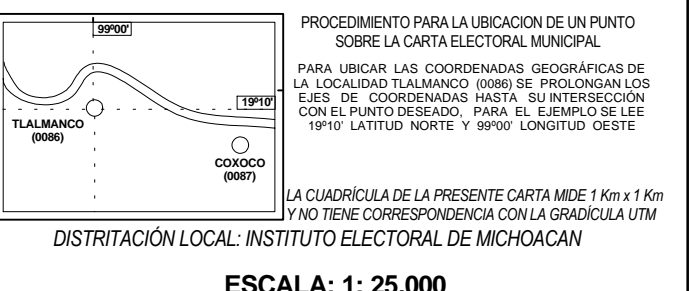 99º00'
19º10'
TLALMANCO
(0086)
COXOCO
(0087)
PROCEDIMIENTO PARA LA UBICACION DE UN PUNTO
SOBRE LA CARTA ELECTORAL MUNICIPAL
PARA UBICAR LAS COORDENADAS GEOGRÁFICAS DE
LA LOCALIDAD TLALMANCO (0086) SE PROLONGAN LOS
EJES DE COORDENADAS HASTA SU INTERSECCIÓN
CON EL PUNTO DESEADO, PARA EL EJEMPLO SE LEE
19º10' LATITUD NORTE Y 99º00' LONGITUD OESTE
LA CUADRÍCULA DE LA PRESENTE CARTA MIDE 1 Km x 1 Km
Y NO TIENE CORRESPONDENCIA CON LA GRADÍCULA UTM
DISTRITACIÓN LOCAL: INSTITUTO ELECTORAL DE MICHOACAN
ESCALA: 1: 25,000